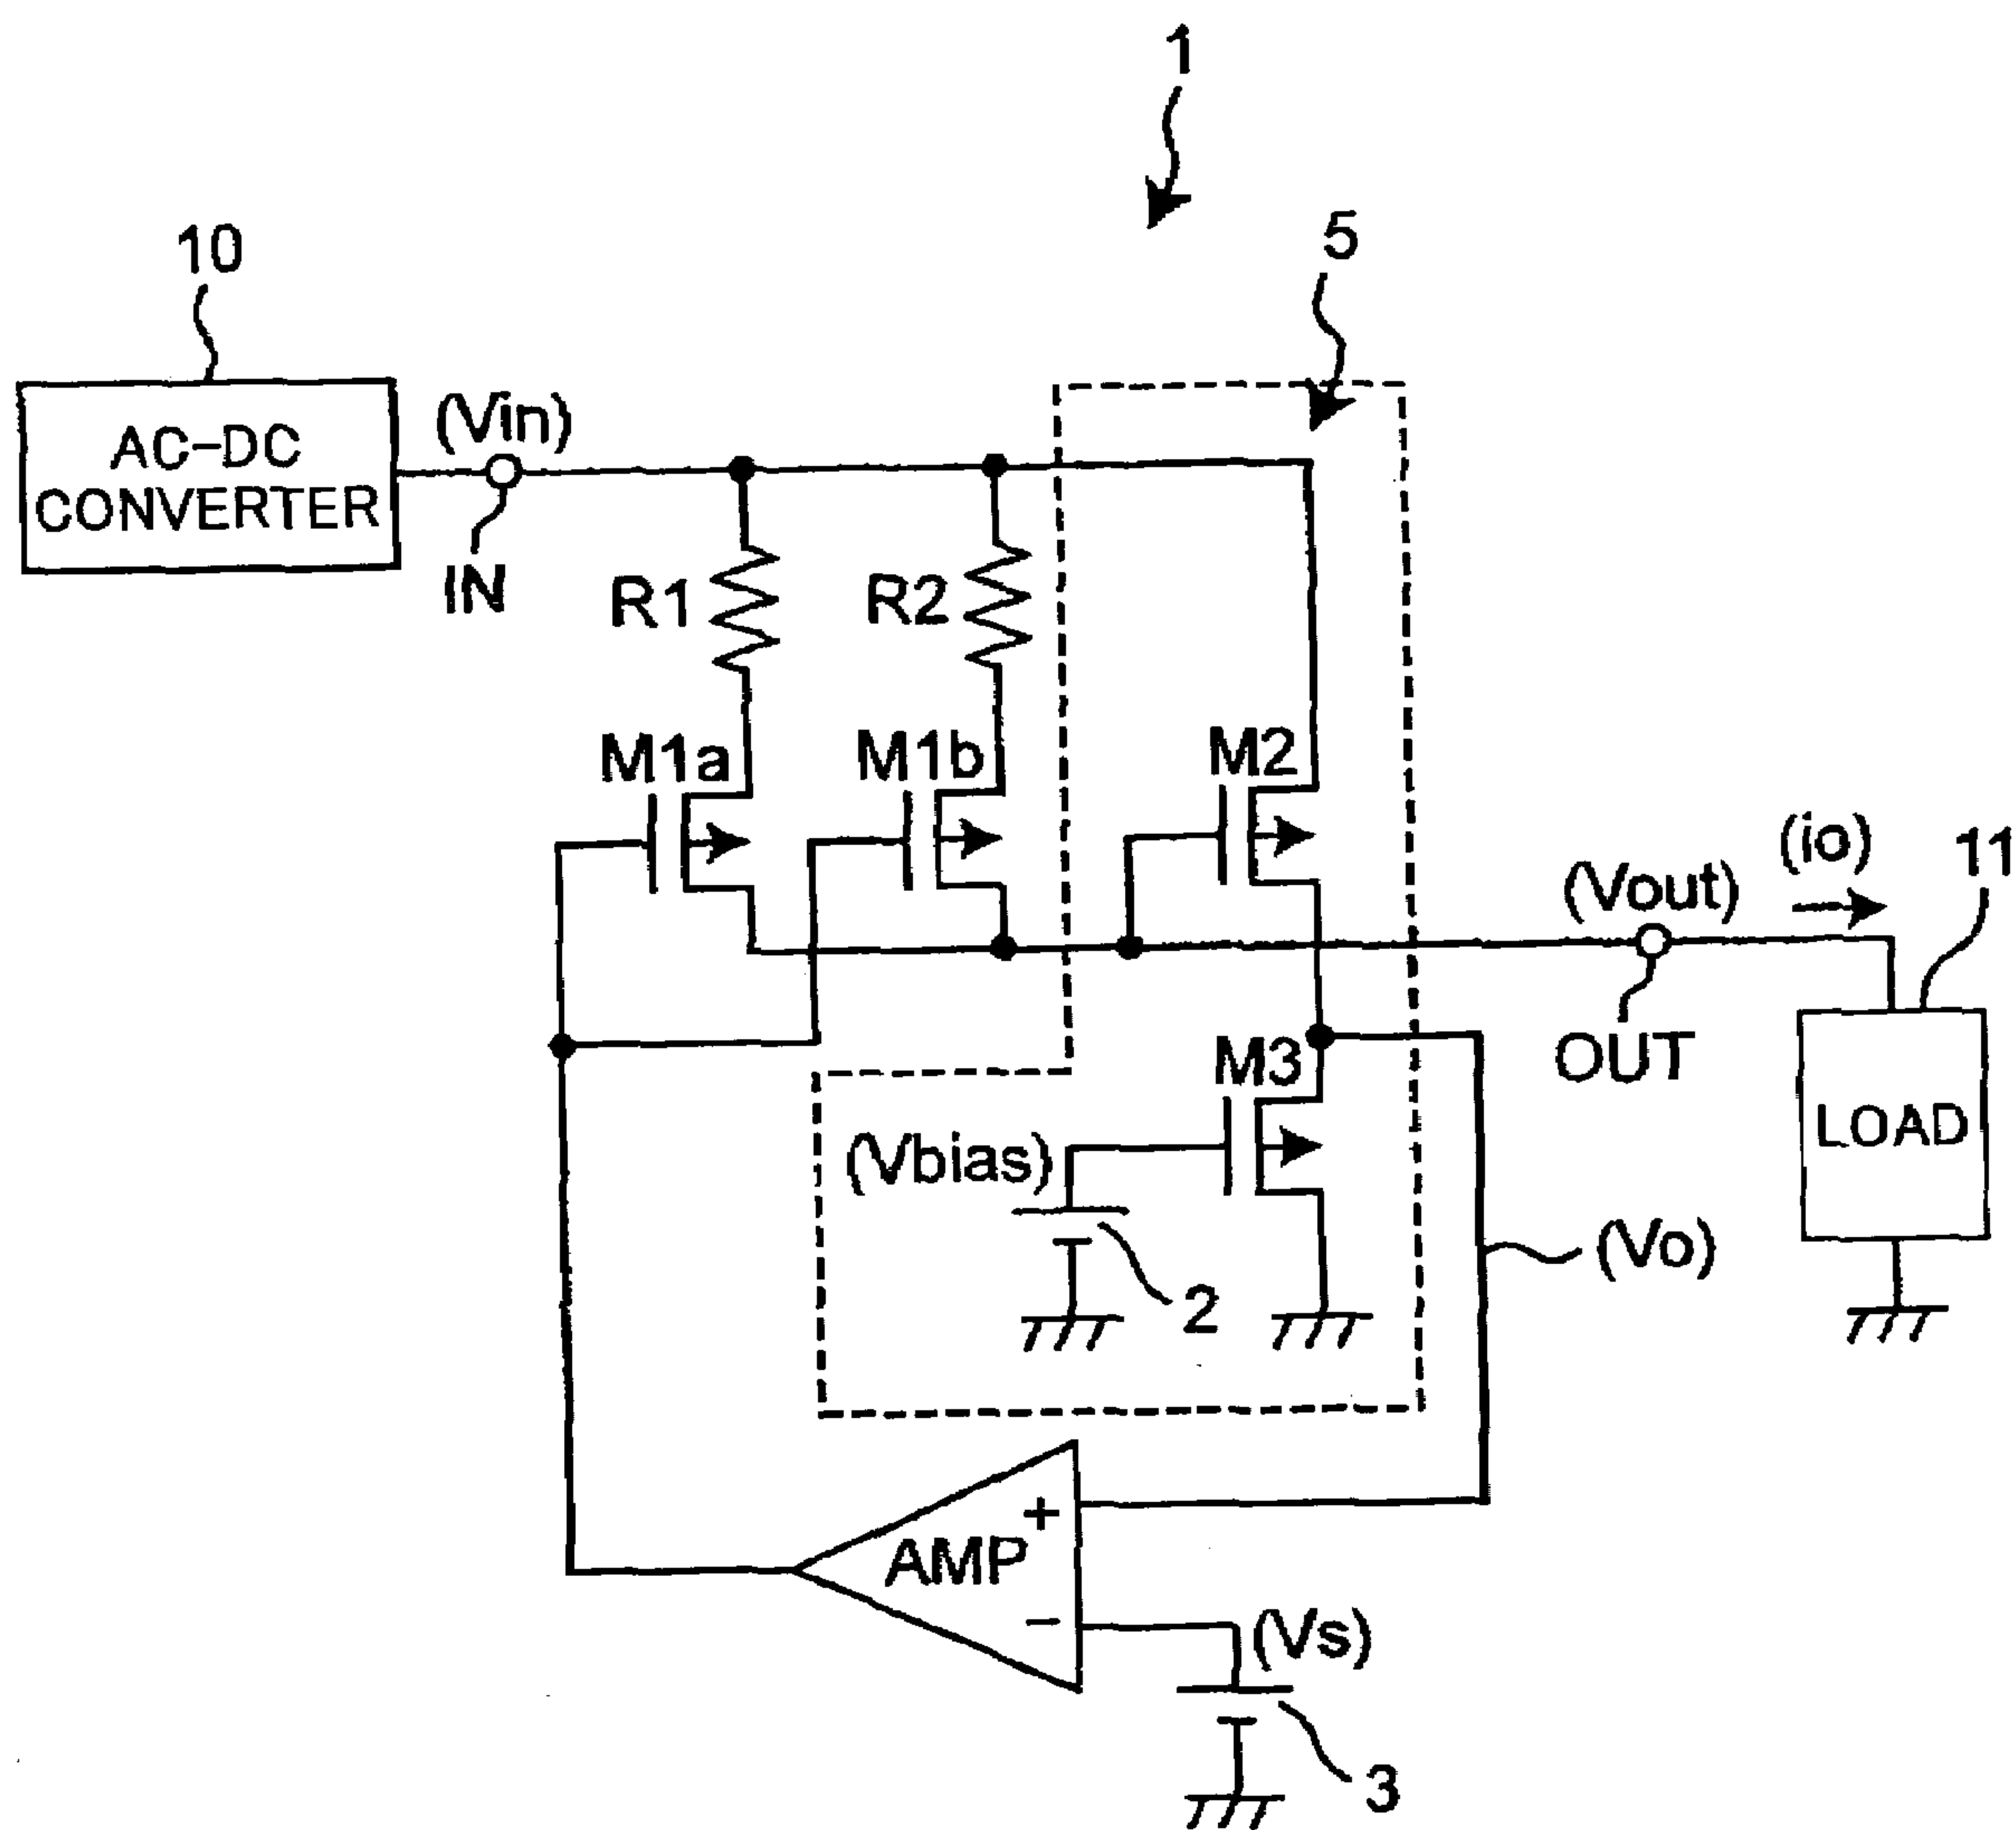 1
10
5
(Vin)
AC-DC
CONVERTER
IN
R1
R2
M1a
M1b
M2
(io)
11
(Vout)
OUT
M3
LOAD
(Vbias)
2
(Vo)
+
AMP
−
(Vs)
3